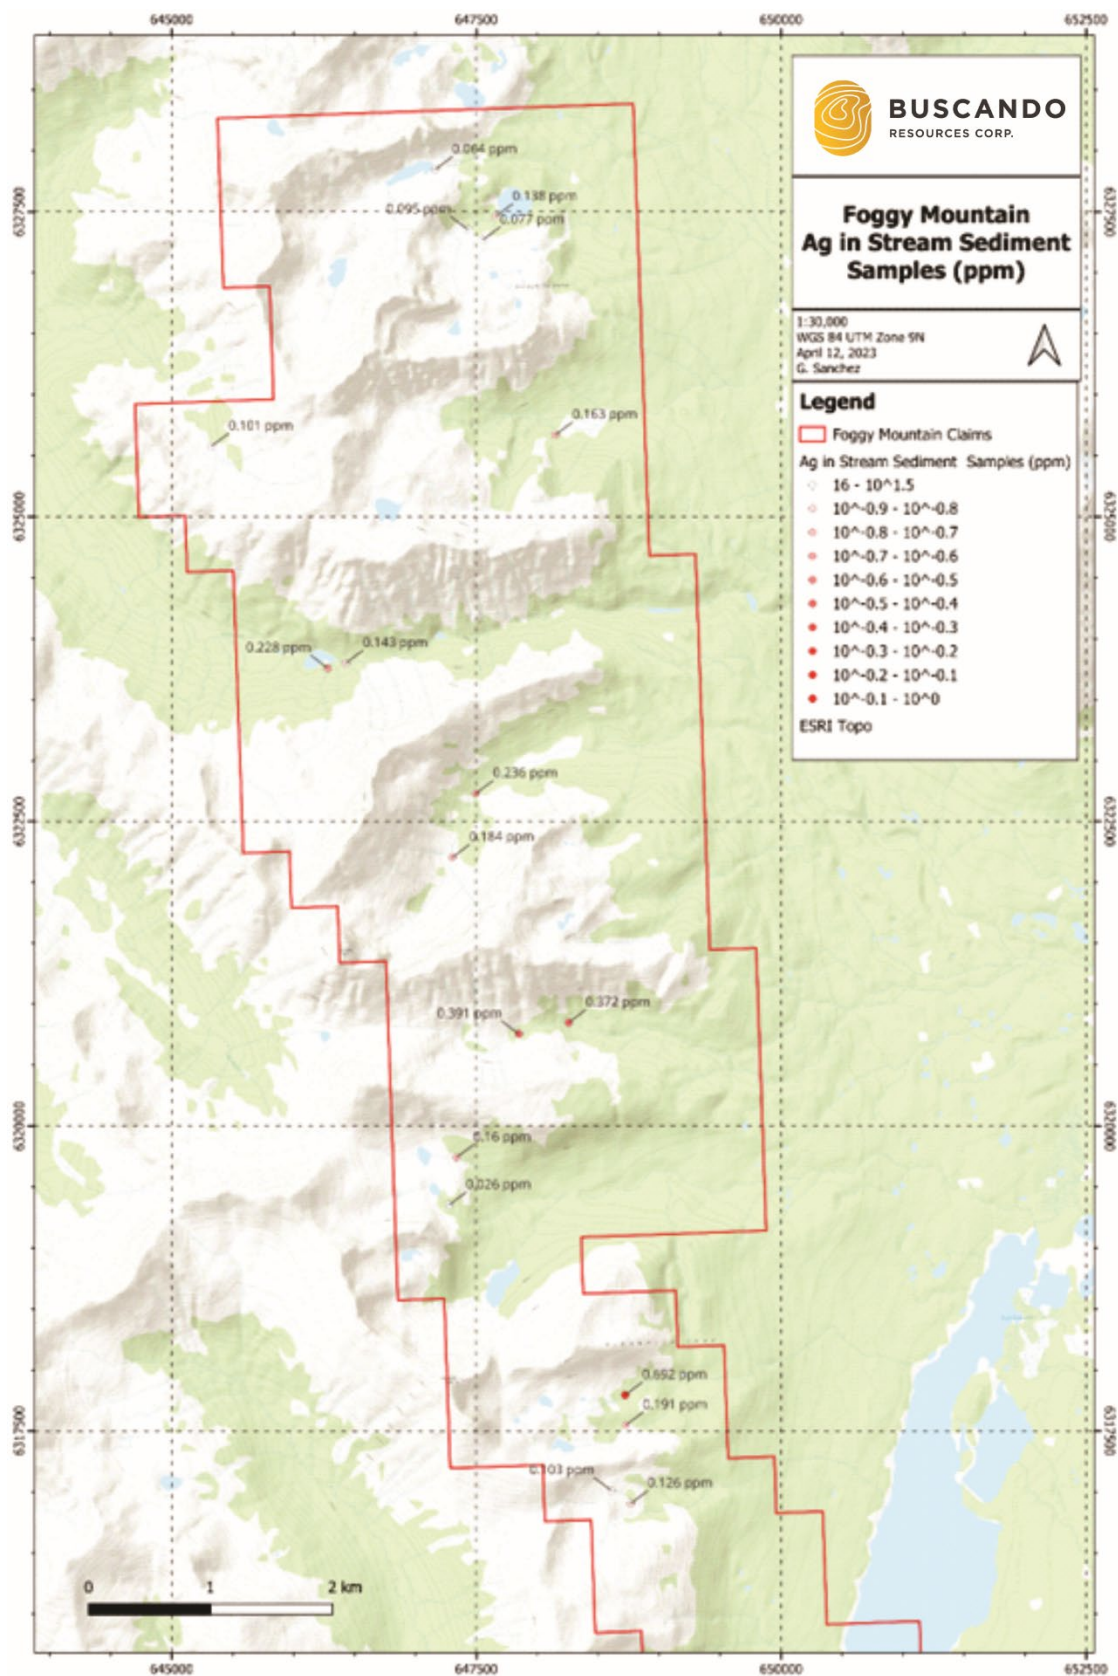 645000 647500 650000 652500
BUSCANDO
RESOURCES CORP.
Foggy Mountain
Ag in Stream Sediment
Samples (ppm)
1:30,000
WGS 84 UTM Zone 9N
April 12, 2023
G. Sanchez
Legend
Foggy Mountain Claims
Ag in Stream Sediment Samples (ppm)
16 - 10^1.5
10^-0.9 - 10^-0.8
10^-0.8 - 10^-0.7
10^-0.7 - 10^-0.6
10^-0.6 - 10^-0.5
10^-0.5 - 10^-0.4
10^-0.4 - 10^-0.3
10^-0.3 - 10^-0.2
10^-0.2 - 10^-0.1
10^-0.1 - 10^0
ESRI Topo
0.064 ppm
0.138 ppm
0.095 ppm
0.077 ppm
6327500 6327500
0.163 ppm
0.101 ppm
6325000 6325000
0.143 ppm
0.228 ppm
0.236 ppm
6322500 6322500
0.184 ppm
0.372 ppm
0.391 ppm
6320000 6320000
0.16 ppm
0.026 ppm
0.692 ppm
0.191 ppm
6317500 6317500
0.103 ppm
0.126 ppm
0 1 2 km
645000 647500 650000 652500